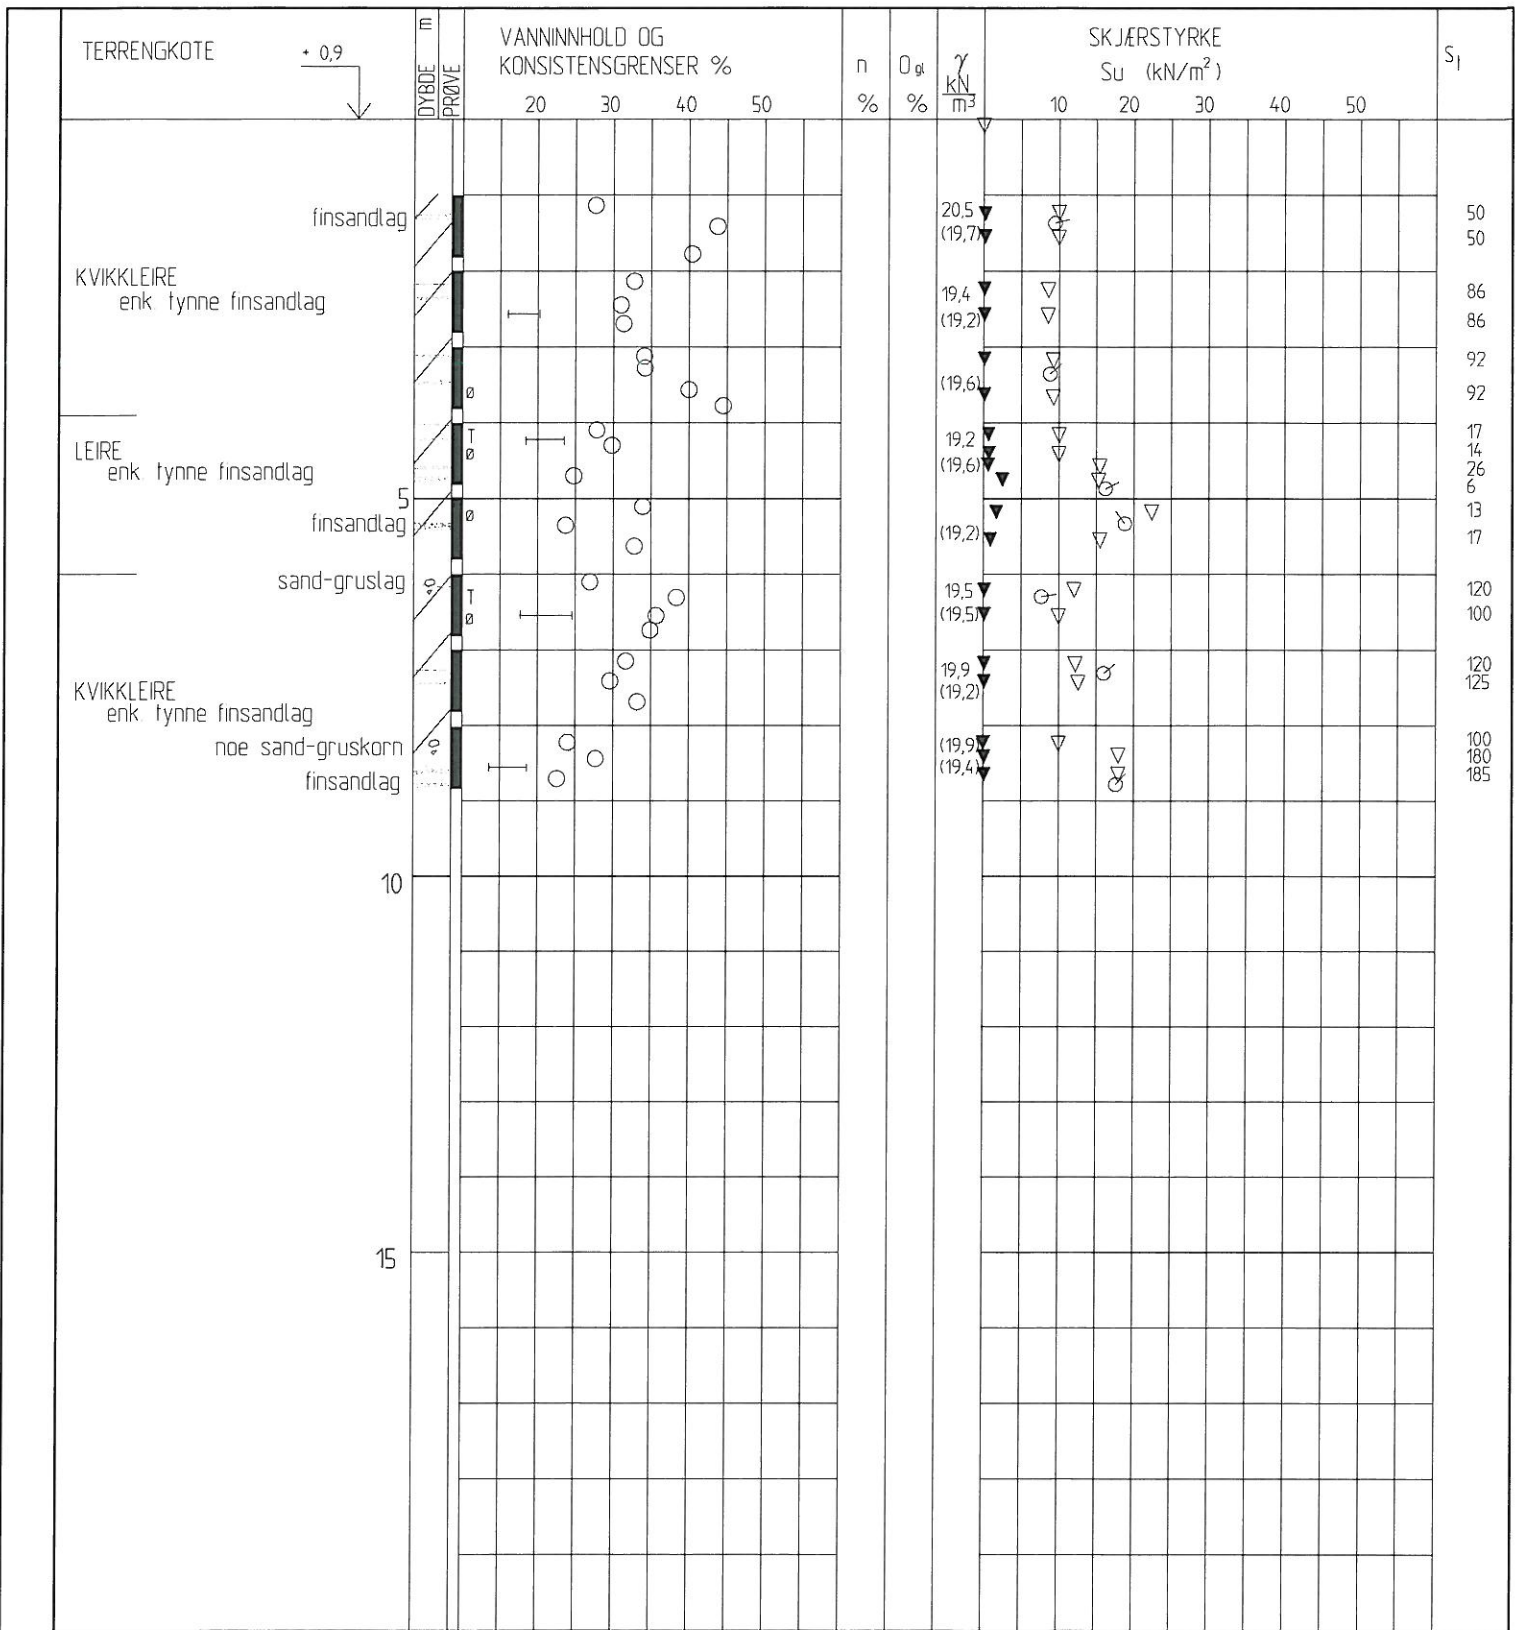 TERRENGKOTE + 0,9
m
DYBDE
PRØVE
VANNINNHOLD OG
KONSISTENSGRENSER %
20 30 40 50
n
%
O gl
%
γ
kN
m³
SKJÆRSTYRKE
Su (kN/m²)
10 20 30 40 50
St
finsandlag
20,5
(19,7)
50
50
KVIKKLEIRE
enk tynne finsandlag
19,4
(19,2)
86
86
Ø
(19,6)
92
92
LEIRE
enk tynne finsandlag
T
Ø
19,2
(19,6)
17
14
26
6
5
finsandlag
Ø
(19,2)
13
17
sand-gruslag
T
Ø
19,5
(19,5)
120
100
KVIKKLEIRE
enk tynne finsandlag
19,9
(19,2)
120
125
noe sand-gruskorn
finsandlag
(19,9)
(19,4)
100
180
185
10
15